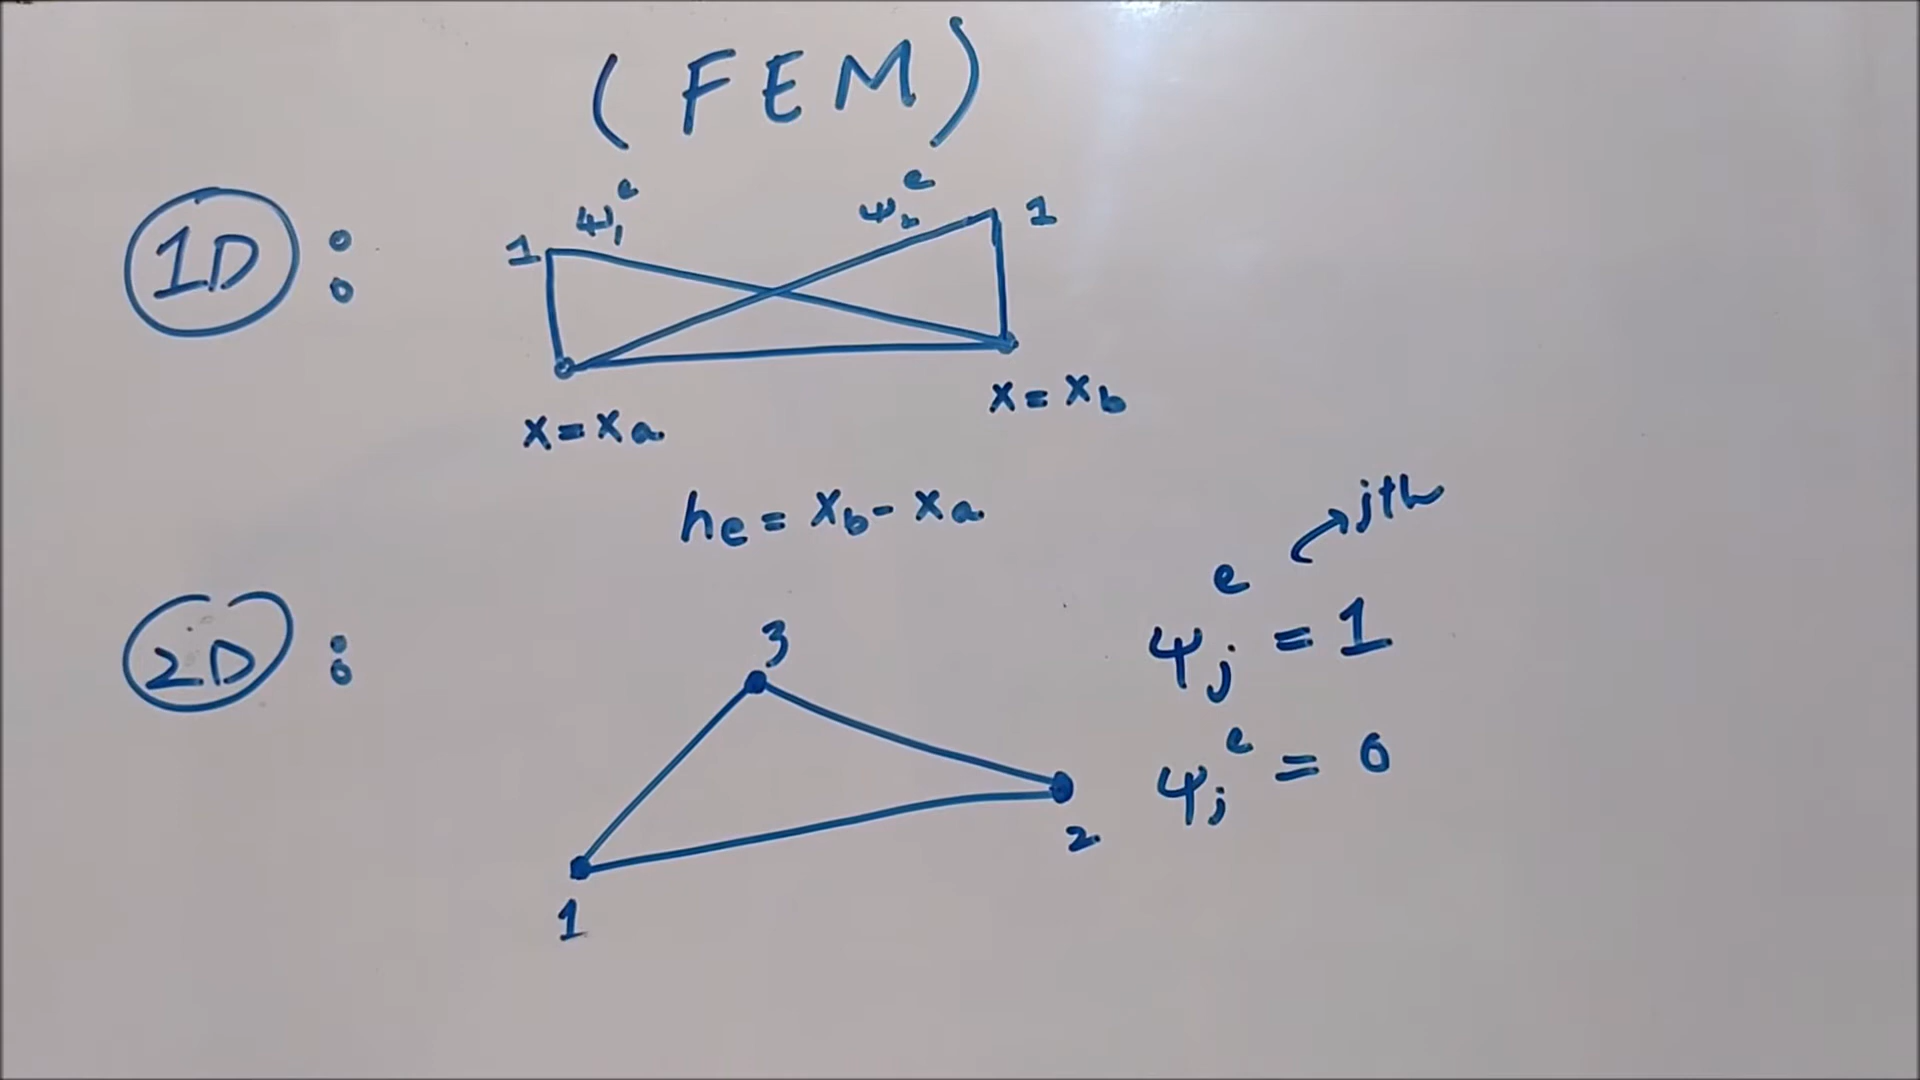 (FEM)
1D :
1 ψ₁ᵉ ψ₂ᵉ 1
x = xₐ x = x_b
hₑ = x_b - xₐ
jth
2D :
ψⱼᵉ = 1
3
ψⱼᵉ = 0
2
1